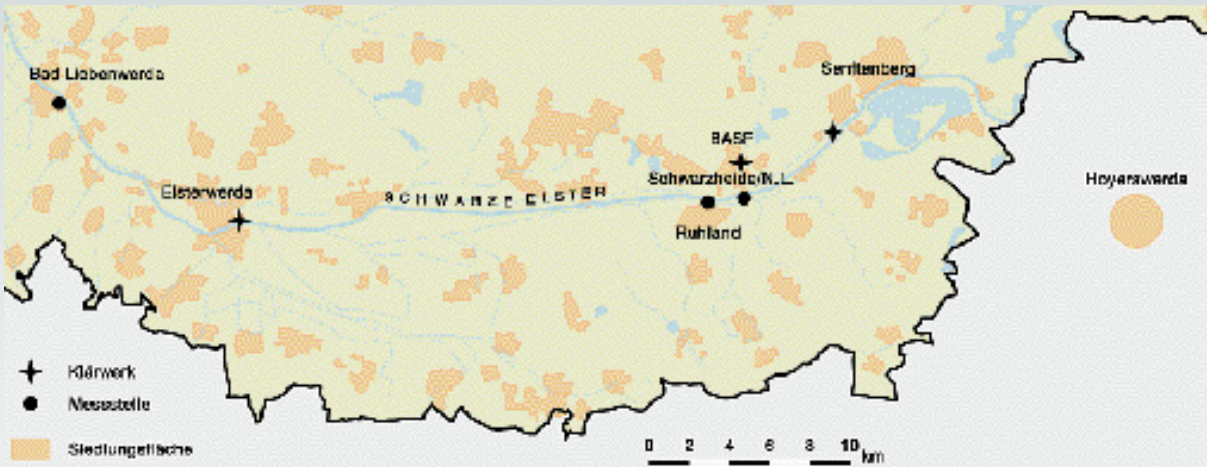 Bad Liebenwerda
Senftenberg
BASF
Schwarzheide/N.L.
Hoyerswerda
Elsterwerda
SCHWARZE ELSTER
Ruhland
Klärwerk
Messstelle
Siedlungsfläche
0 2 4 6 8 10 km